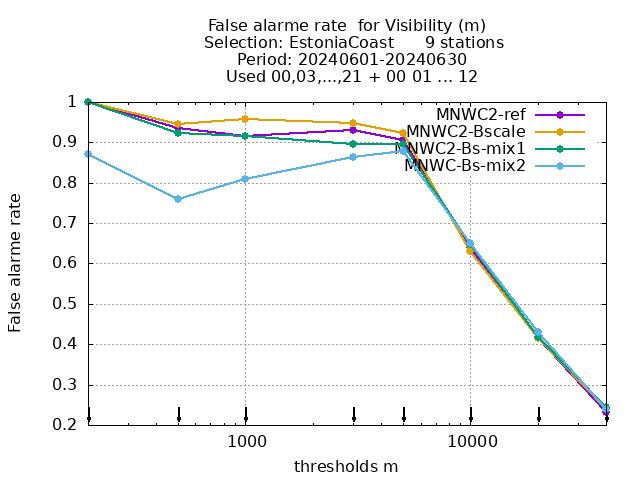 False alarme rate  for Visibility (m)
Selection: EstoniaCoast      9 stations
Period: 20240601-20240630
Used 00,03,...,21 + 00 01 ... 12
MNWC2-ref
MNWC2-Bscale
MNWC2-Bs-mix1
MNWC-Bs-mix2
False alarme rate
1
0.9
0.8
0.7
0.6
0.5
0.4
0.3
0.2
1000
10000
thresholds m